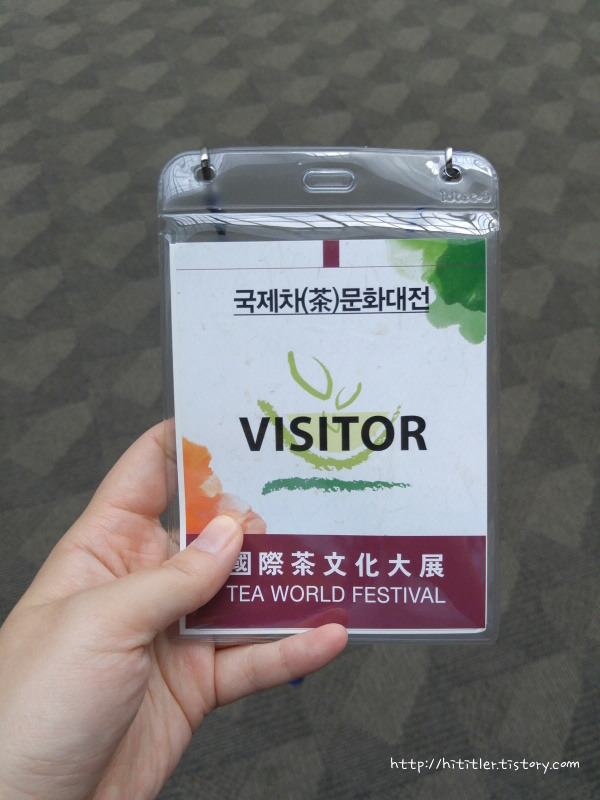 국제차(茶)문화대전
VISITOR
國際茶文化大展
TEA WORLD FESTIVAL
http://hititler.tistory.com